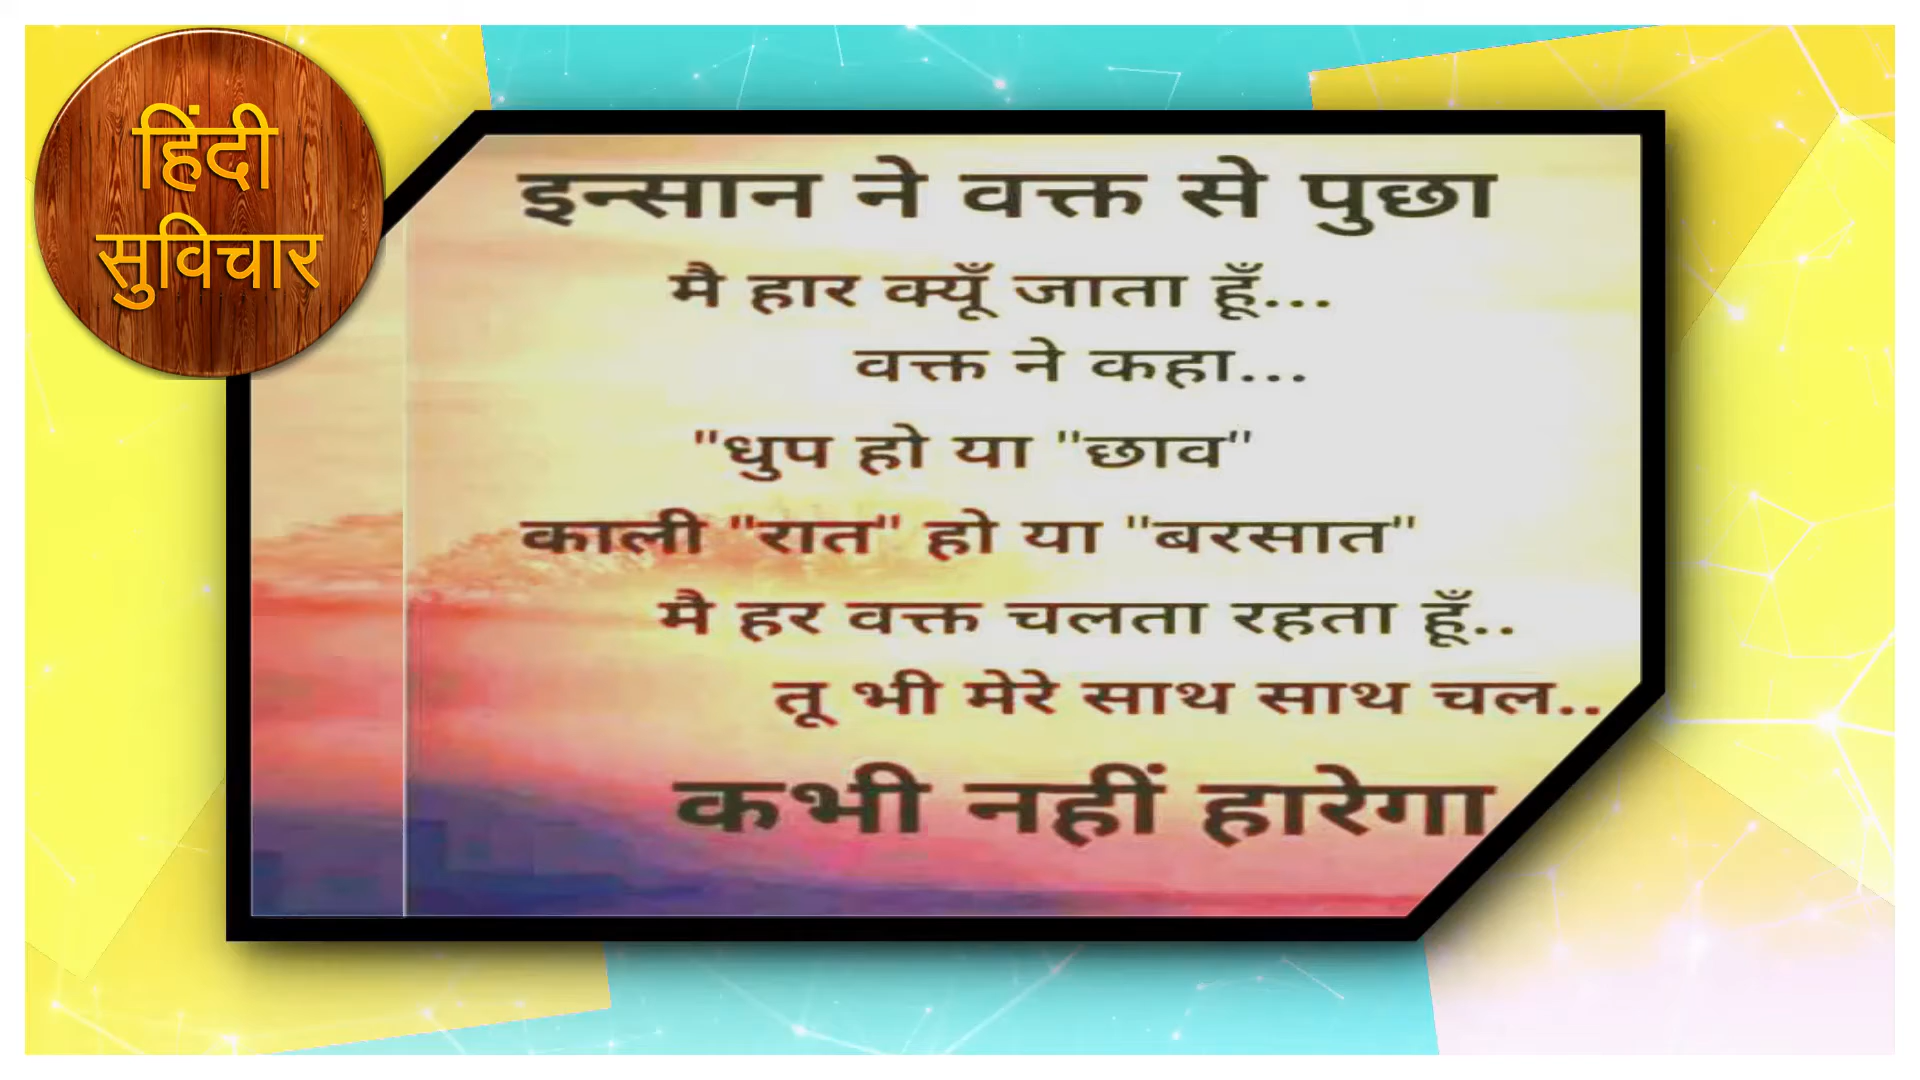 हिंदी
सुविचार
इन्सान ने वक्त से पुछा
मै हार क्यूँ जाता हूँ...
वक्त ने कहा...
"धुप हो या "छाव"
काली "रात" हो या "बरसात"
मै हर वक्त चलता रहता हूँ..
तू भी मेरे साथ साथ चल..
कभी नहीं हारेगा